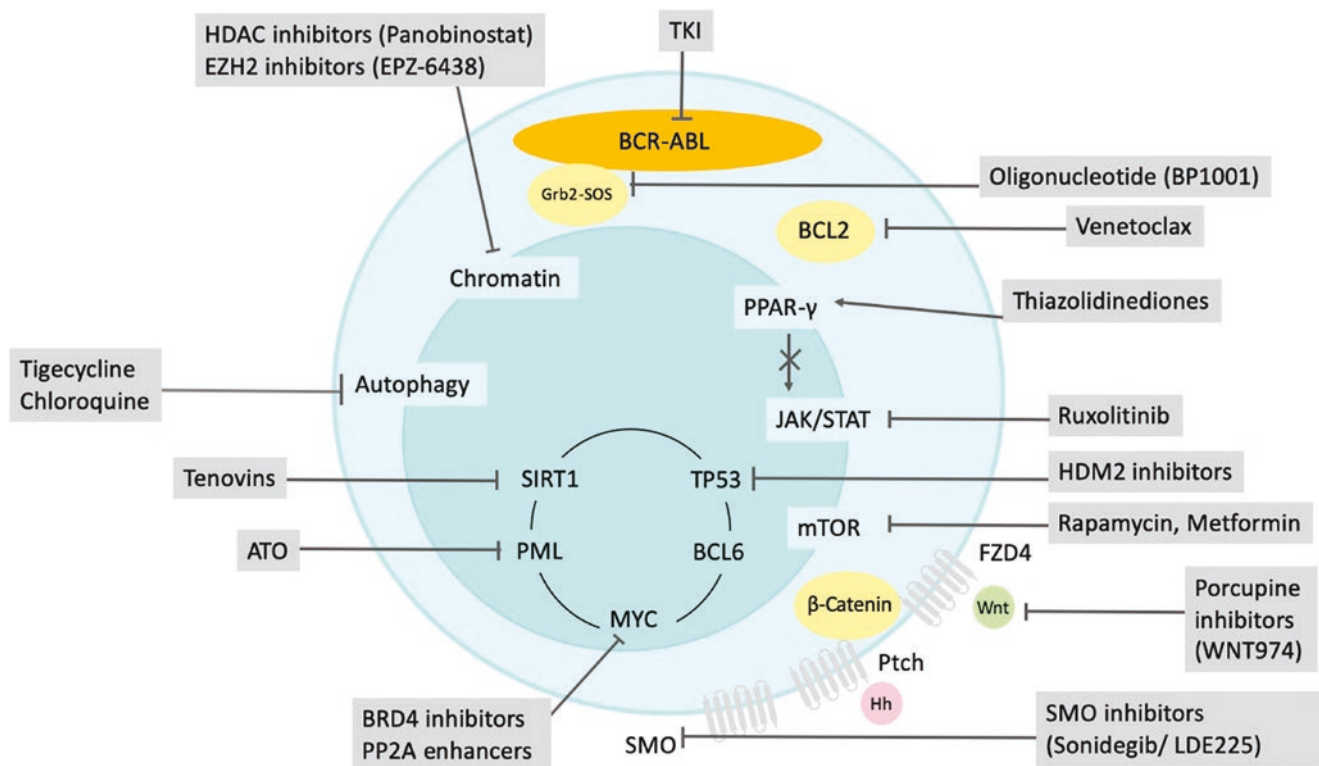 HDAC inhibitors (Panobinostat)
EZH2 inhibitors (EPZ-6438)
TKI
BCR-ABL
Grb2-SOS
Oligonucleotide (BP1001)
BCL2
Venetoclax
Chromatin
PPAR-γ
Thiazolidinediones
Tigecycline
Chloroquine
Autophagy
JAK/STAT
Ruxolitinib
Tenovins
SIRT1
TP53
HDM2 inhibitors
mTOR
Rapamycin, Metformin
ATO
PML
BCL6
FZD4
β-Catenin
Wnt
Porcupine
inhibitors
(WNT974)
MYC
Ptch
Hh
BRD4 inhibitors
PP2A enhancers
SMO
SMO inhibitors
(Sonidegib/ LDE225)